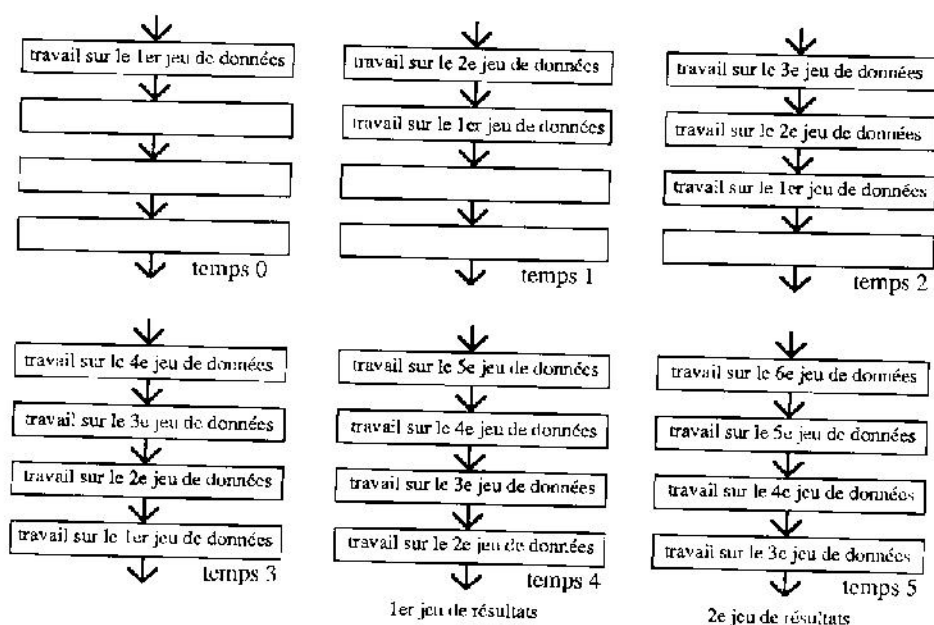 travail sur le 1er jeu de données
temps 0
travail sur le 2e jeu de données
travail sur le 1er jeu de données
temps 1
travail sur le 3e jeu de données
travail sur le 2e jeu de données
travail sur le 1er jeu de données
temps 2
travail sur le 4e jeu de données
travail sur le 3e jeu de données
travail sur le 2e jeu de données
travail sur le 1er jeu de données
temps 3
travail sur le 5e jeu de données
travail sur le 4e jeu de données
travail sur le 3e jeu de données
travail sur le 2e jeu de données
temps 4
1er jeu de résultats
travail sur le 6e jeu de données
travail sur le 5e jeu de données
travail sur le 4e jeu de données
travail sur le 3e jeu de données
temps 5
2e jeu de résultats